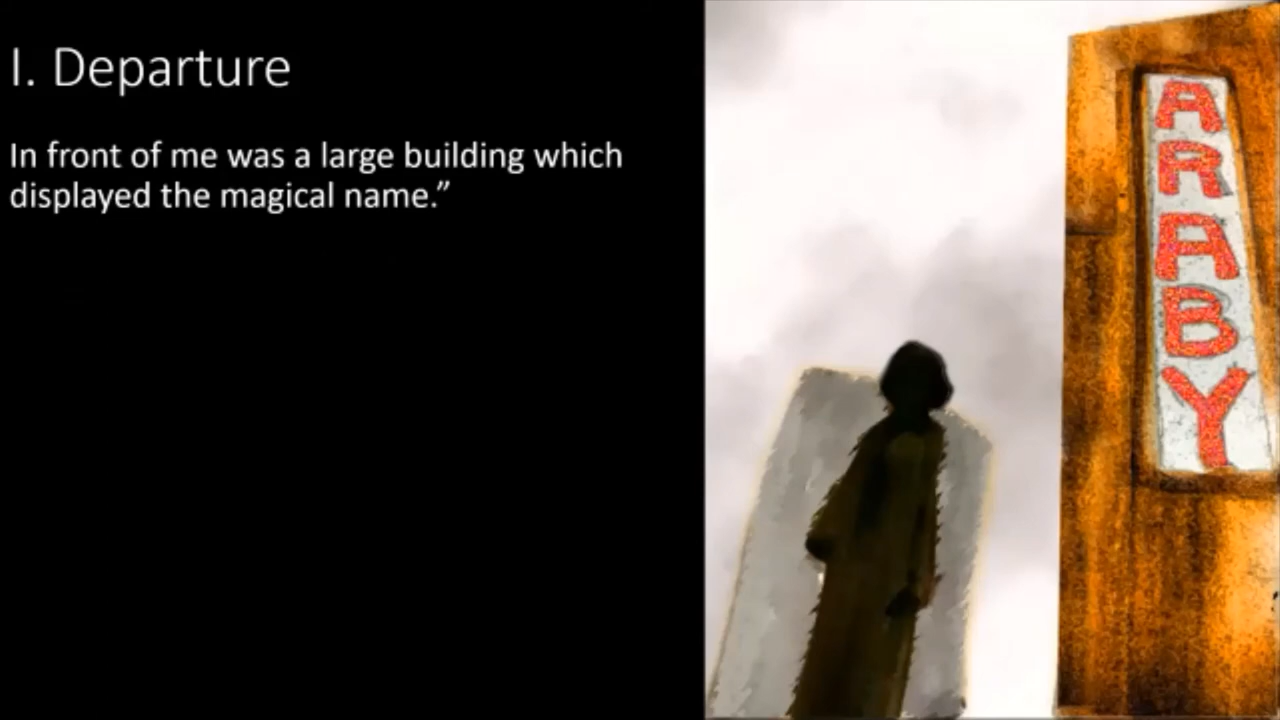 I. Departure
In front of me was a large building which
displayed the magical name.”
ARABY